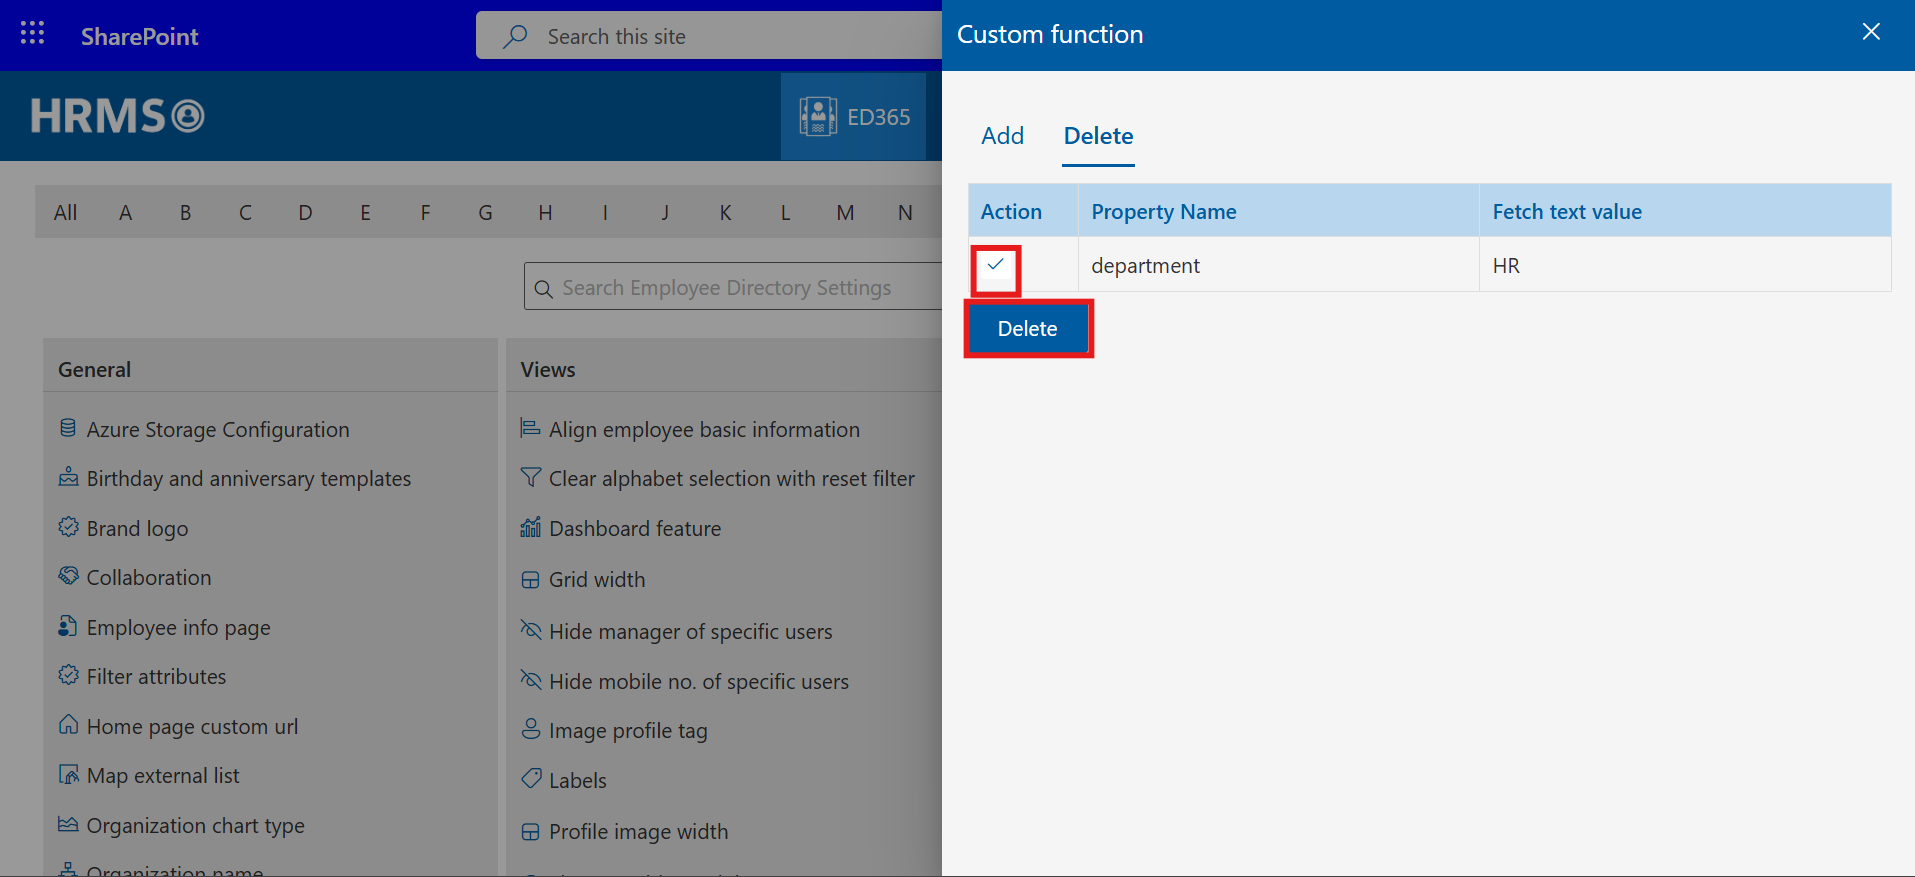 SharePoint
Search this site
Custom function
HRMS
ED365
Add Delete
All A B C D E F G H I J K L M N
Action Property Name Fetch text value
department HR
Search Employee Directory Settings
Delete
General
Azure Storage Configuration
Birthday and anniversary templates
Brand logo
Collaboration
Employee info page
Filter attributes
Home page custom url
Map external list
Organization chart type
Organization name
Views
Align employee basic information
Clear alphabet selection with reset filter
Dashboard feature
Grid width
Hide manager of specific users
Hide mobile no. of specific users
Image profile tag
Labels
Profile image width